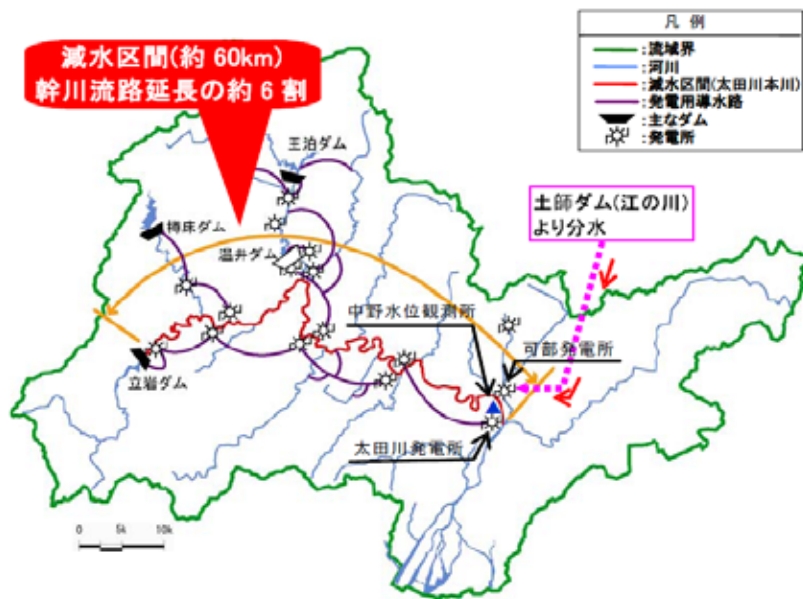 減水区間(約60km)
幹川流路延長の約6割
凡 例
:流域界
:河川
:減水区間(太田川本川)
:発電用導水路
:主なダム
:発電所
王泊ダム
樽床ダム
温井ダム
立岩ダム
土師ダム(江の川)
より分水
中野水位観測所
可部発電所
太田川発電所
0 5k 10k